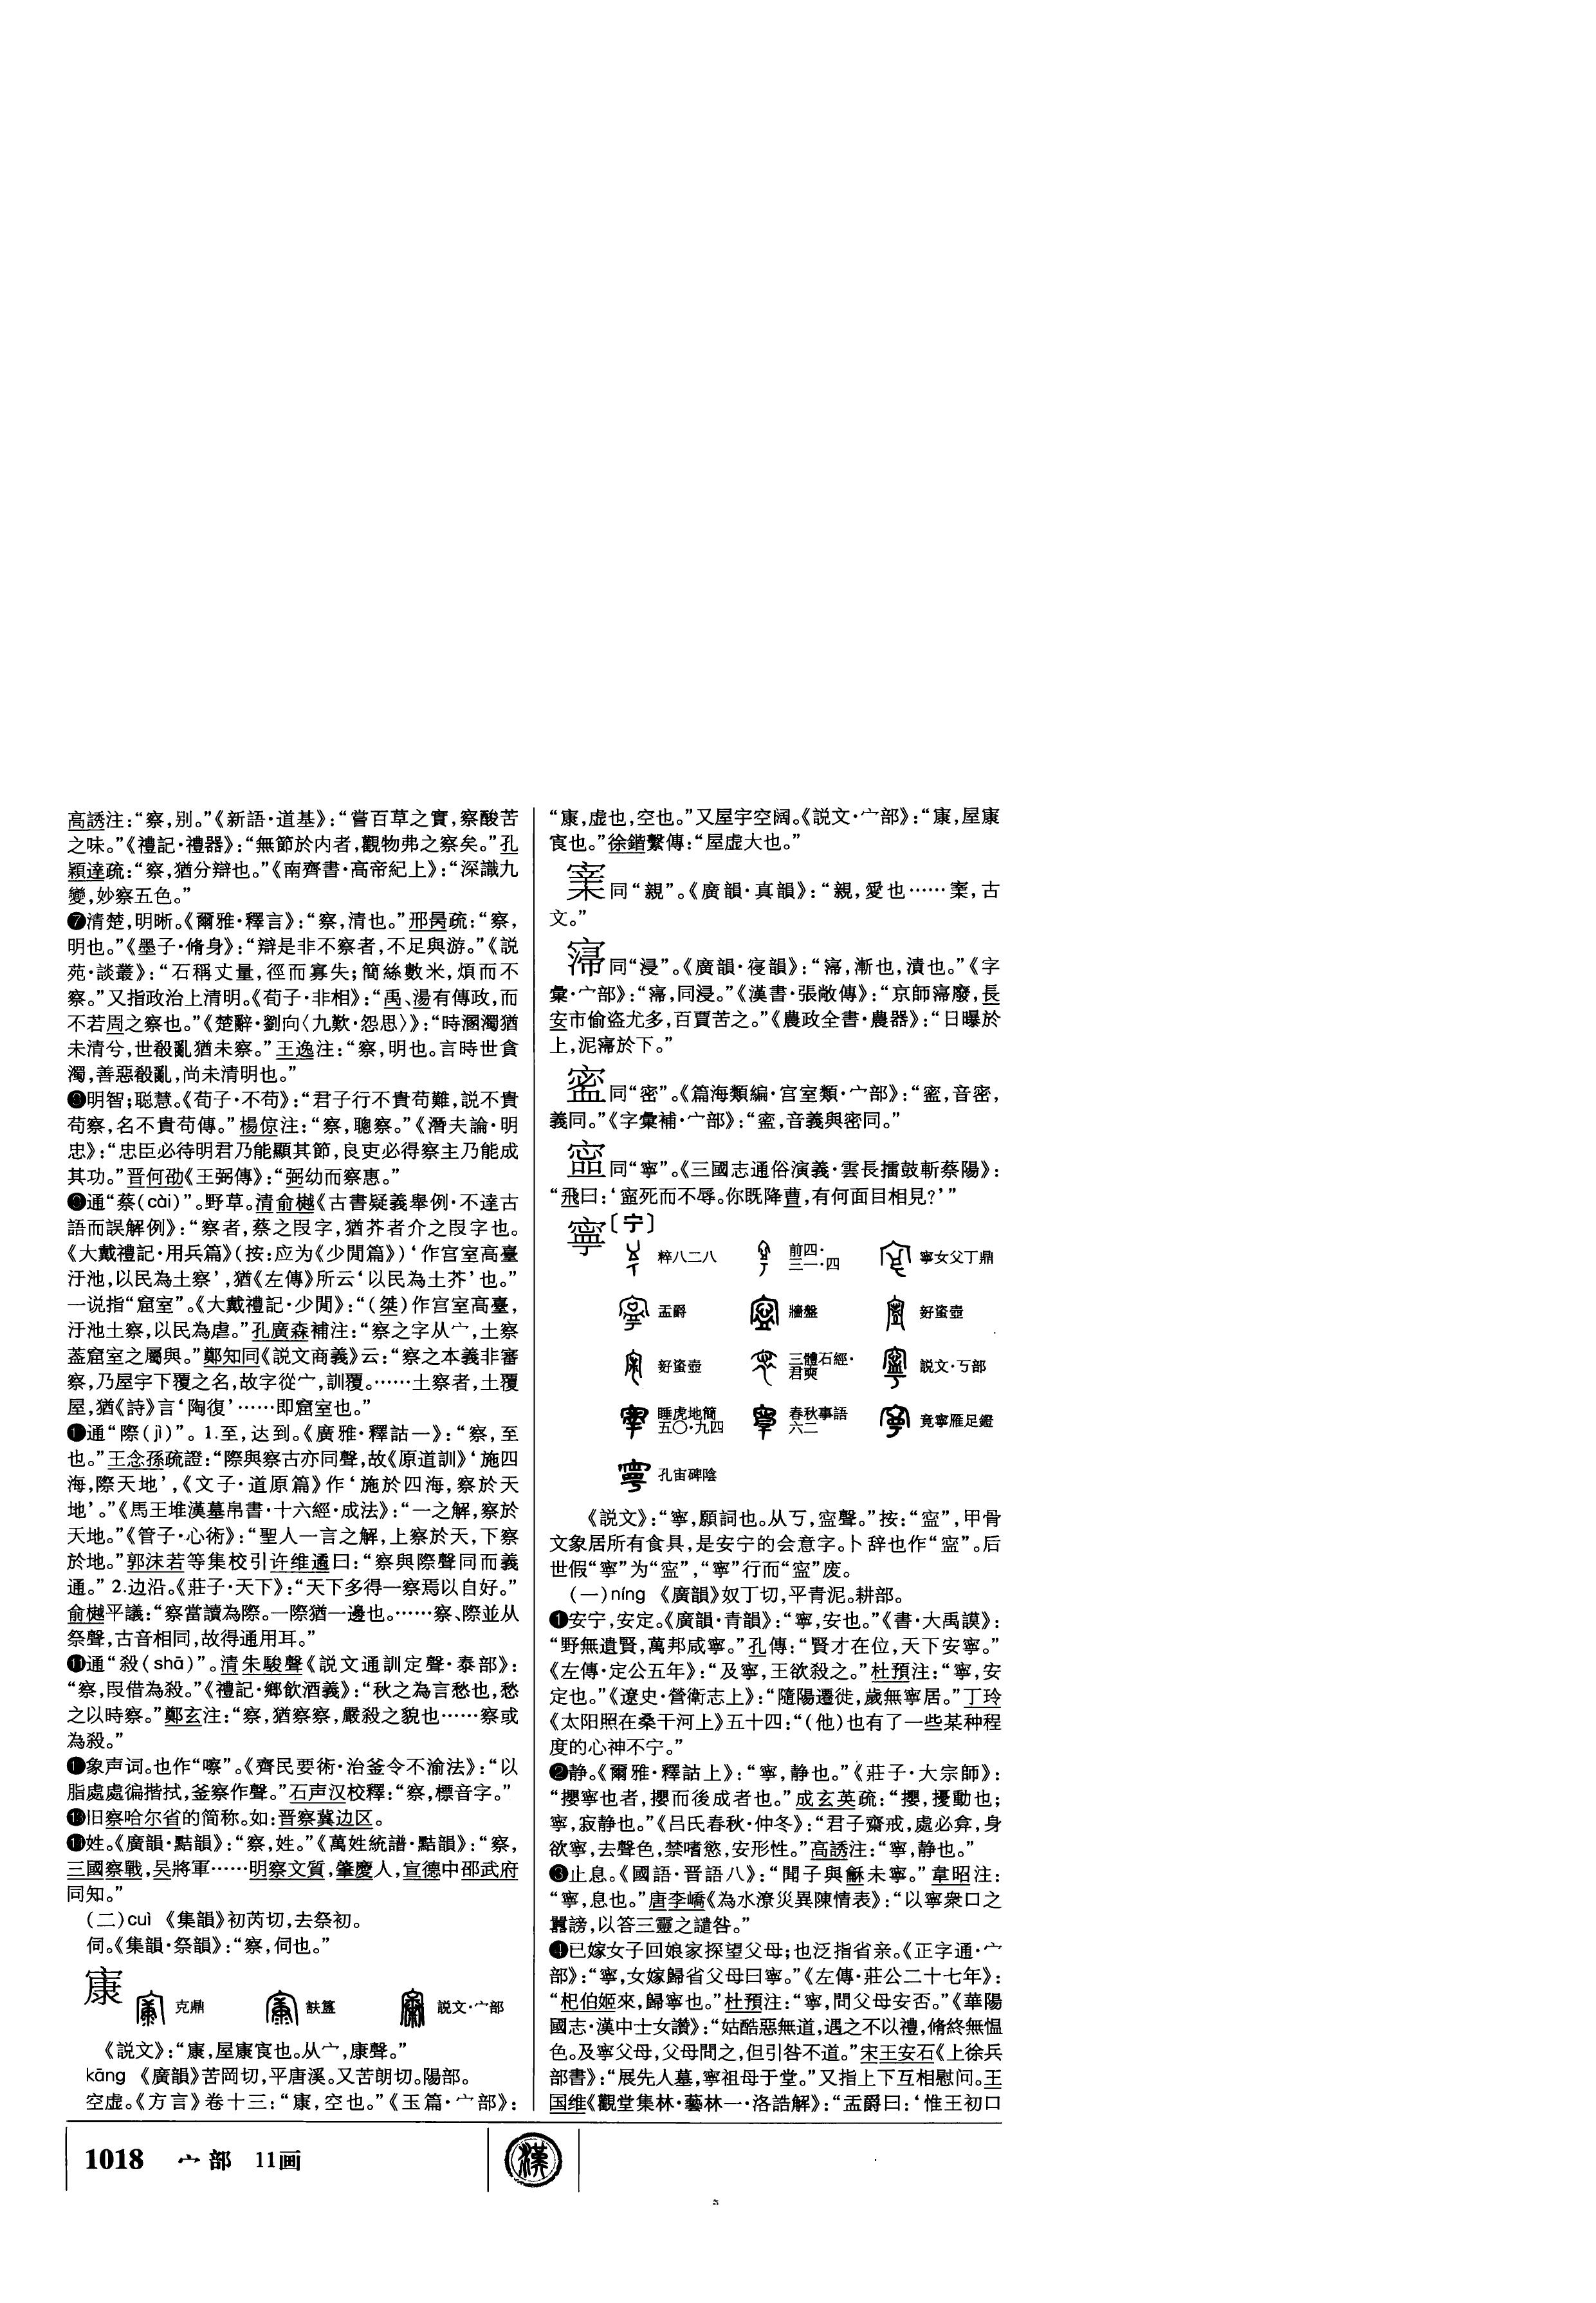 高誘注：“察，别。”《新語·道基》：“嘗百草之實，察酸苦
之味。”《禮記·禮器》：“無節於内者，觀物弗之察矣。”孔
穎達疏：“察，猶分辯也。”《南齊書·高帝紀上》：“深識九
變，妙察五色。”
❼清楚，明晰。《爾雅·釋言》：“察，清也。”邢昺疏：“察，
明也。”《墨子·脩身》：“辯是非不察者，不足與游。”《説
苑·談叢》：“石稱丈量，徑而寡失；簡絲數米，煩而不
察。”又指政治上清明。《荀子·非相》：“禹、湯有傳政，而
不若周之察也。”《楚辭·劉向〈九歎·怨思〉》：“時溷濁猶
未清兮，世殽亂猶未察。”王逸注：“察，明也。言時世貪
濁，善惡殽亂，尚未清明也。”
❽明智；聪慧。《荀子·不苟》：“君子行不貴苟難，説不貴
苟察，名不貴苟傳。”楊倞注：“察，聰察。”《潛夫論·明
忠》：“忠臣必待明君乃能顯其節，良吏必得察主乃能成
其功。”晋何劭《王弼傳》：“弼幼而察惠。”
❾通“蔡（cài）”。野草。清俞樾《古書疑義舉例·不達古
語而誤解例》：“察者，蔡之叚字，猶芥者介之叚字也。
《大戴禮記·用兵篇》（按：应为《少閒篇》）‘作宫室高臺
汙池，以民為土察’，猶《左傳》所云‘以民為土芥’也。”
一说指“窟室”。《大戴禮記·少閒》：“（桀）作宫室高臺，
汙池土察，以民為虐。”孔廣森補注：“察之字从宀，土察
葢窟室之屬與。”鄭知同《説文商義》云：“察之本義非審
察，乃屋宇下覆之名，故字從宀，訓覆。……土察者，土覆
屋，猶《詩》言‘陶復’……即窟室也。”
❿通“際（jì）”。1.至，达到。《廣雅·釋詁一》：“察，至
也。”王念孫疏證：“際與察古亦同聲，故《原道訓》‘施四
海，際天地’，《文子·道原篇》作‘施於四海，察於天
地’。”《馬王堆漢墓帛書·十六經·成法》：“一之解，察於
天地。”《管子·心術》：“聖人一言之解，上察於天，下察
於地。”郭沫若等集校引许维遹曰：“察與際聲同而義
通。”2.边沿。《莊子·天下》：“天下多得一察焉以自好。”
俞樾平議：“察當讀為際。一際猶一邊也。……察、際並从
祭聲，古音相同，故得通用耳。”
⓫通“殺（shā）”。清朱駿聲《説文通訓定聲·泰部》：
“察，叚借為殺。”《禮記·鄉飲酒義》：“秋之為言愁也，愁
之以時察。”鄭玄注：“察，猶察察，嚴殺之貌也……察或
為殺。”
⓬象声词。也作“嚓”。《齊民要術·治釜令不渝法》：“以
脂處處徧揩拭，釜察作聲。”石声汉校釋：“察，標音字。”
⓭旧察哈尔省的简称。如：晋察冀边区。
⓮姓。《廣韻·黠韻》：“察，姓。”《萬姓統譜·黠韻》：“察，
三國察戰，吴將軍……明察文質，肇慶人，宣德中邵武府
同知。”
（二）cuì 《集韻》初芮切，去祭初。
伺。《集韻·祭韻》：“察，伺也。”
㝩 克鼎 㝬簋 説文·宀部
《説文》：“㝩，屋㝩㝗也。从宀，康聲。”
kāng 《廣韻》苦岡切，平唐溪。又苦朗切。陽部。
空虚。《方言》卷十三：“㝩，空也。”《玉篇·宀部》：
“㝩，虚也，空也。”又屋宇空阔。《説文·宀部》：“㝩，屋㝩
㝗也。”徐鍇繫傳：“屋虚大也。”
寴同“親”。《廣韻·真韻》：“親，愛也……，古
文。”
㝲同“浸”。《廣韻·寑韻》：“㝲，漸也，漬也。”《字
彙·宀部》：“㝲，同浸。”《漢書·張敞傳》：“京師㝲廢，長
安市偷盗尤多，百賈苦之。”《農政全書·農器》：“日曝於
上，泥㝲於下。”
同“密”。《篇海類編·宫室類·宀部》：“，音密，
義同。”《字彙補·宀部》：“，音義與密同。”
寍同“寧”。《三國志通俗演義·雲長擂鼓斬蔡陽》：
“飛曰：‘寍死而不辱。你既降曹，有何面目相見？’”
寧〔宁〕
粹八二八 前四·三一·四 寧女父丁鼎
盂爵 牆盤 𧊒壺
𧊒壺 三體石經·君奭 説文·丂部
睡虎地簡五〇·九四 春秋事語六二 竟寧雁足鐙
孔宙碑陰
《説文》：“寧，願詞也。从丂，寍聲。”按：“寍”，甲骨
文象居所有食具，是安宁的会意字。卜辞也作“寍”。后
世假“寧”为“寍”，“寧”行而“寍”废。
（一）níng 《廣韻》奴丁切，平青泥。耕部。
❶安宁，安定。《廣韻·青韻》：“寧，安也。”《書·大禹謨》：
“野無遺賢，萬邦咸寧。”孔傳：“賢才在位，天下安寧。”
《左傳·定公五年》：“及寧，王欲殺之。”杜預注：“寧，安
定也。”《遼史·營衛志上》：“隨陽遷徙，歲無寧居。”丁玲
《太阳照在桑干河上》五十四：“（他）也有了一些某种程
度的心神不宁。”
❷静。《爾雅·釋詁上》：“寧，静也。”《莊子·大宗師》：
“攖寧也者，攖而後成者也。”成玄英疏：“攖，擾動也；
寧，寂静也。”《吕氏春秋·仲冬》：“君子齋戒，處必弇，身
欲寧，去聲色，禁嗜慾，安形性。”高誘注：“寧，静也。”
❸止息。《國語·晋語八》：“聞子與龢未寧。”韋昭注：
“寧，息也。”唐李嶠《為水潦災異陳情表》：“以寧衆口之
囂謗，以答三靈之譴咎。”
❹已嫁女子回娘家探望父母；也泛指省亲。《正字通·宀
部》：“寧，女嫁歸省父母曰寧。”《左傳·莊公二十七年》：
“杞伯姬來，歸寧也。”杜預注：“寧，問父母安否。”《華陽
國志·漢中士女讚》：“姑酷惡無道，遇之不以禮，脩終無愠
色。及寧父母，父母問之，但引咎不道。”宋王安石《上徐兵
部書》：“展先人墓，寧祖母于堂。”又指上下互相慰问。王
国维《觀堂集林·藝林一·洛誥解》：“盂爵曰：‘惟王初囗
1018 宀部 11画
漢